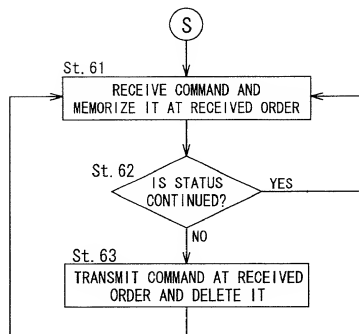 S
St.61
RECEIVE COMMAND AND
MEMORIZE IT AT RECEIVED ORDER
St.62
IS STATUS
CONTINUED?
YES
NO
St.63
TRANSMIT COMMAND AT RECEIVED
ORDER AND DELETE IT